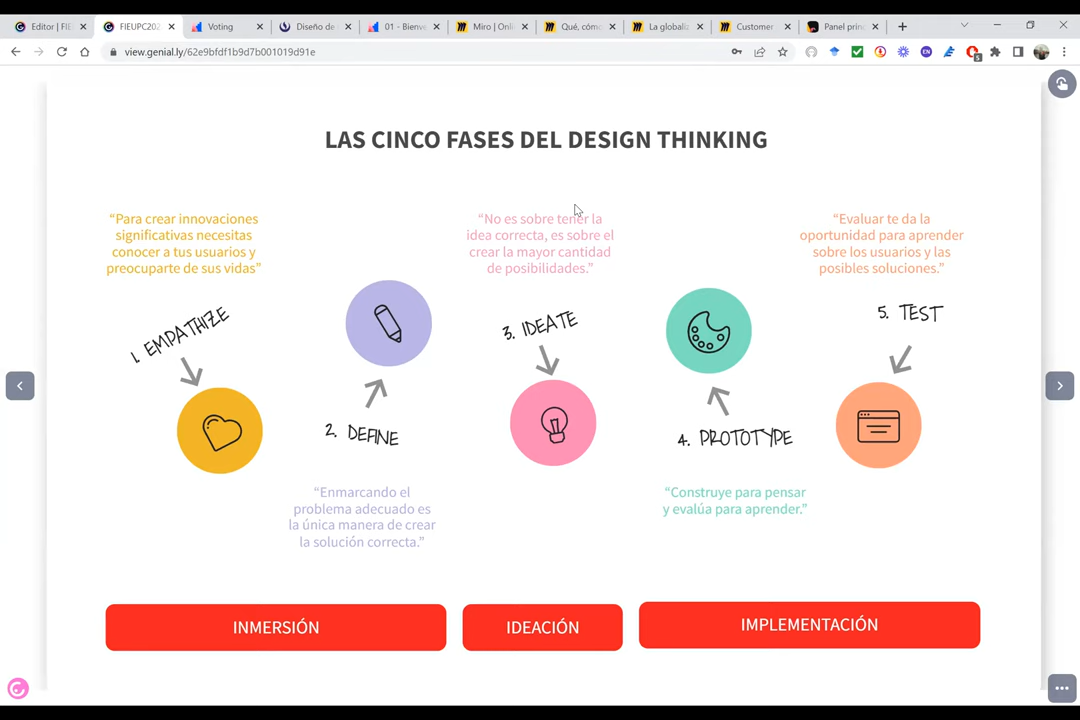 Editor | FIE
FIEUPC202
Voting
Diseño de
01 - Bienve
Miro | Onli
Qué, cómo
La globaliz
Customer
Panel princ
view.genial.ly/62e9bfdf1b9d7b001019d91e
LAS CINCO FASES DEL DESIGN THINKING
“Para crear innovaciones
significativas necesitas
conocer a tus usuarios y
preocuparte de sus vidas”
“No es sobre tener la
idea correcta, es sobre el
crear la mayor cantidad
de posibilidades.”
“Evaluar te da la
oportunidad para aprender
sobre los usuarios y las
posibles soluciones.”
1. EMPATHIZE
2. DEFINE
3. IDEATE
4. PROTOTYPE
5. TEST
“Enmarcando el
problema adecuado es
la única manera de crear
la solución correcta.”
“Construye para pensar
y evalúa para aprender.”
INMERSIÓN
IDEACIÓN
IMPLEMENTACIÓN